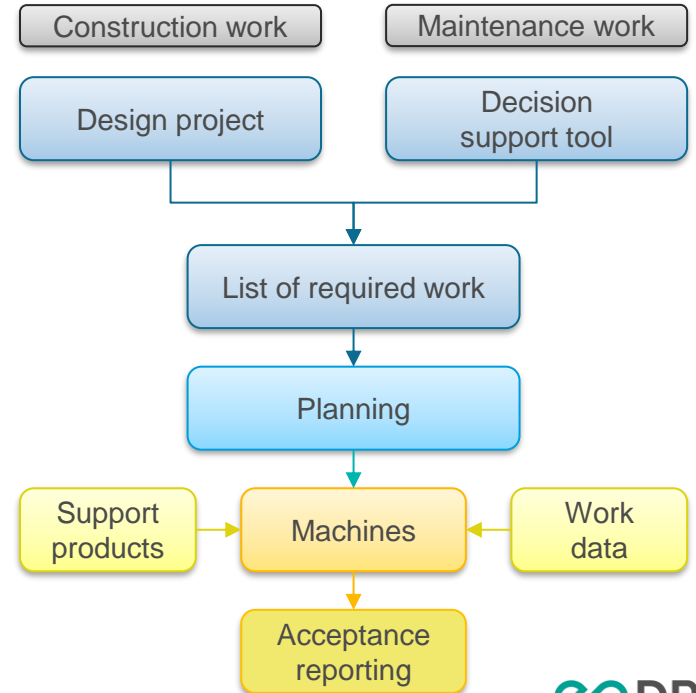 Construction work
Maintenance work
Design project
Decision
support tool
List of required work
Planning
Support
products
Machines
Work
data
Acceptance
reporting